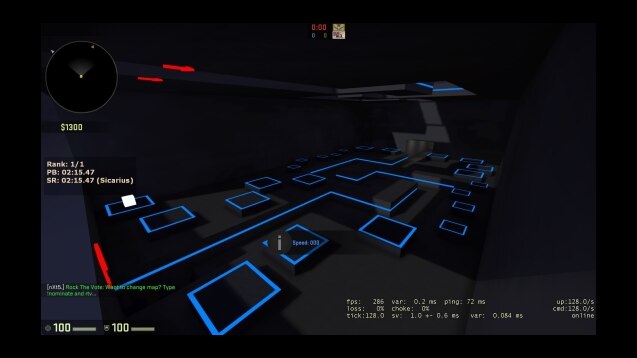 0:00
0 0
$1300
Rank: 1/1
PB: 02:15.47
SR: 02:15.47 (Sicarius)
Speed: 000
Rock The Vote: Want to change map? Type
nominate and rtv...
fps: 286 var: 0.2 ms ping: 72 ms
loss: 0% choke: 0%
tick:128.0 sv: 1.0 +- 0.6 ms var: 0.084 ms
up:128.0/s
cmd:128.0/s
online
100
100